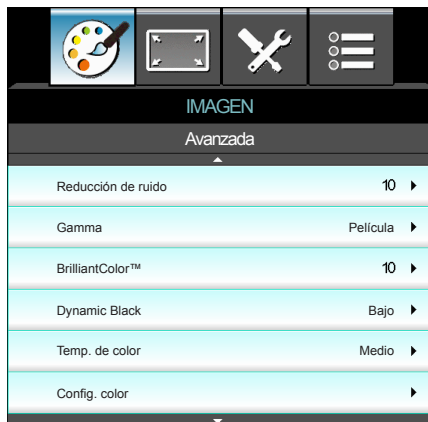 IMAGEN
Avanzada
Reducción de ruido 10
Gamma Película
BrilliantColor™ 10
Dynamic Black Bajo
Temp. de color Medio
Config. color